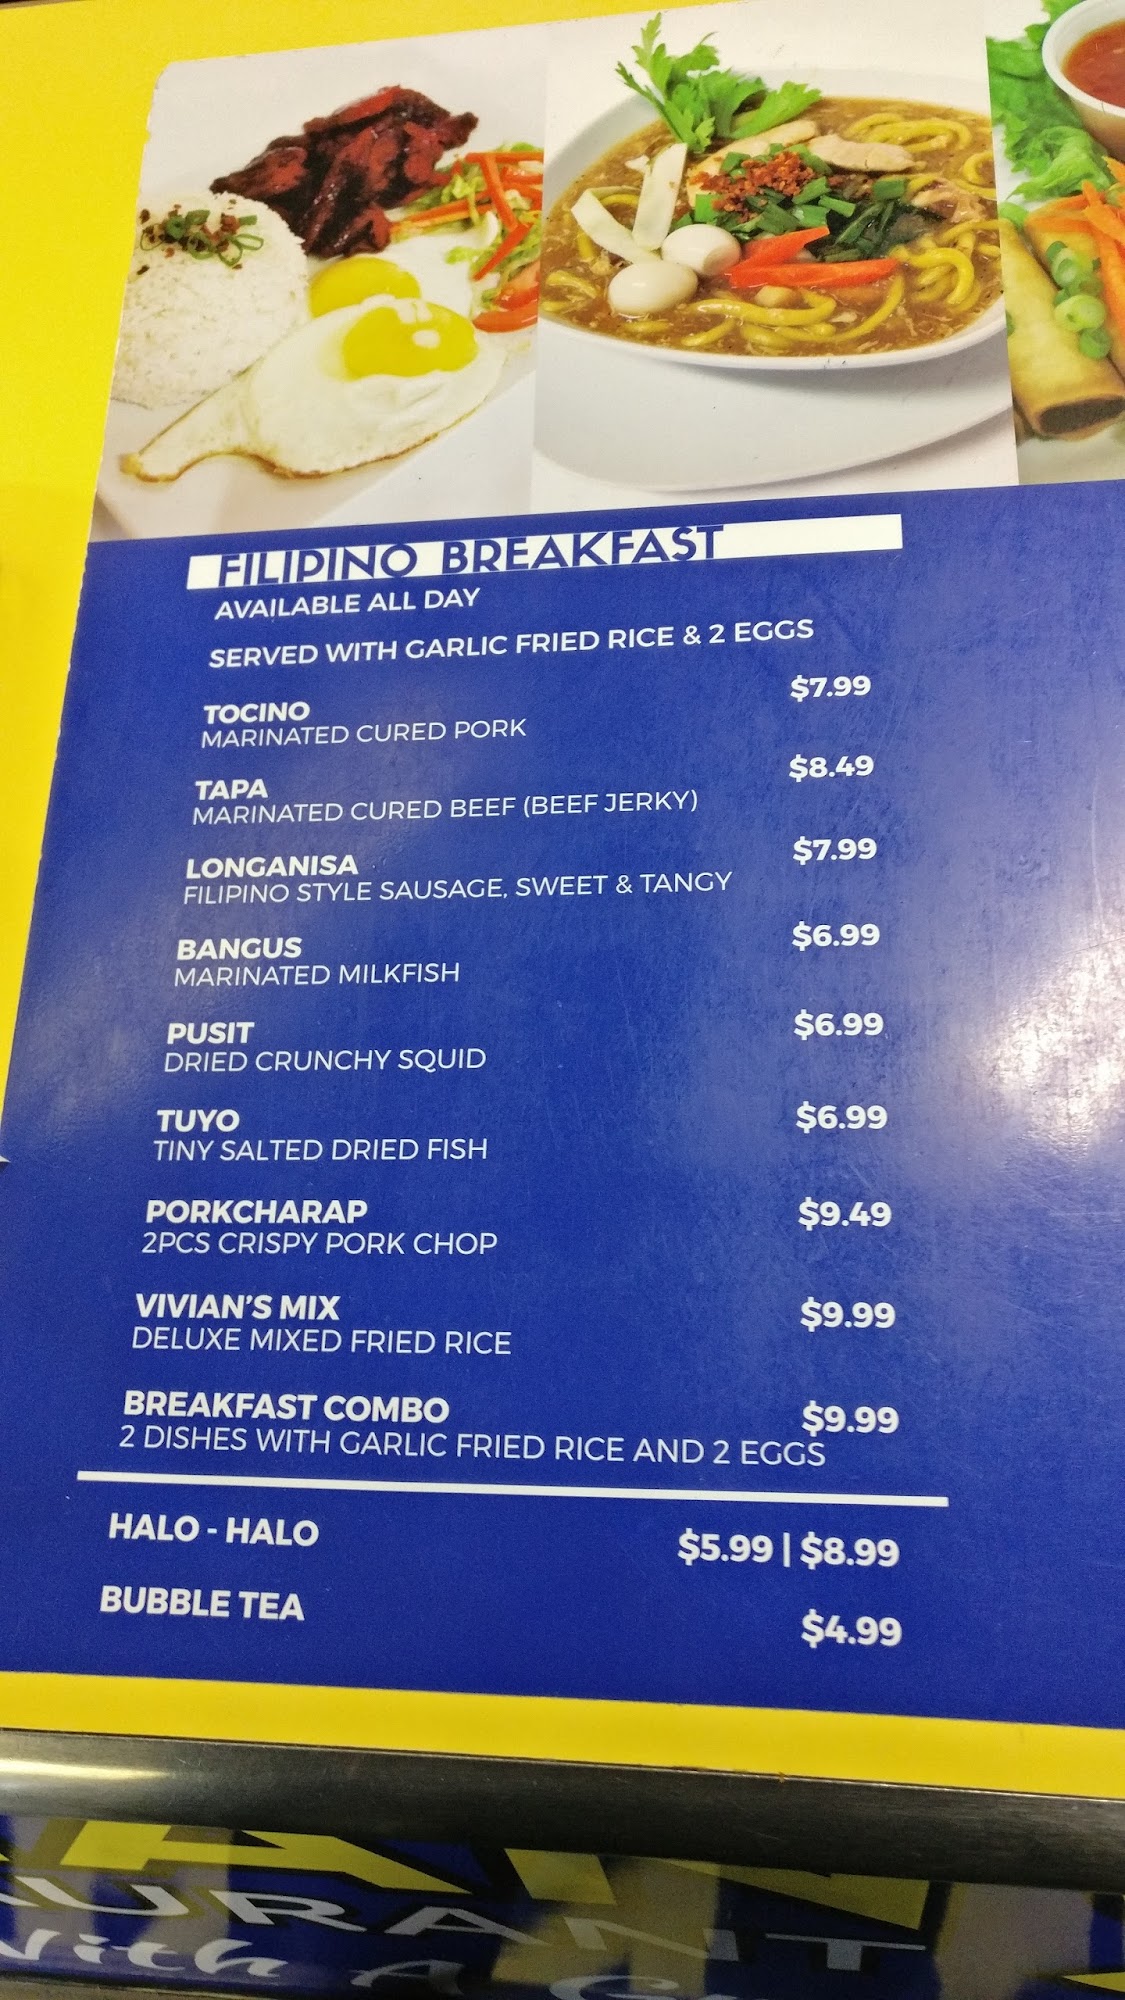 FILIPINO BREAKFAST
AVAILABLE ALL DAY
SERVED WITH GARLIC FRIED RICE & 2 EGGS
TOCINO $7.99
MARINATED CURED PORK
TAPA $8.49
MARINATED CURED BEEF (BEEF JERKY)
LONGANISA $7.99
FILIPINO STYLE SAUSAGE, SWEET & TANGY
BANGUS $6.99
MARINATED MILKFISH
PUSIT $6.99
DRIED CRUNCHY SQUID
TUYO $6.99
TINY SALTED DRIED FISH
PORKCHARAP $9.49
2PCS CRISPY PORK CHOP
VIVIAN'S MIX $9.99
DELUXE MIXED FRIED RICE
BREAKFAST COMBO $9.99
2 DISHES WITH GARLIC FRIED RICE AND 2 EGGS
HALO - HALO $5.99 | $8.99
BUBBLE TEA $4.99
URANT
With A